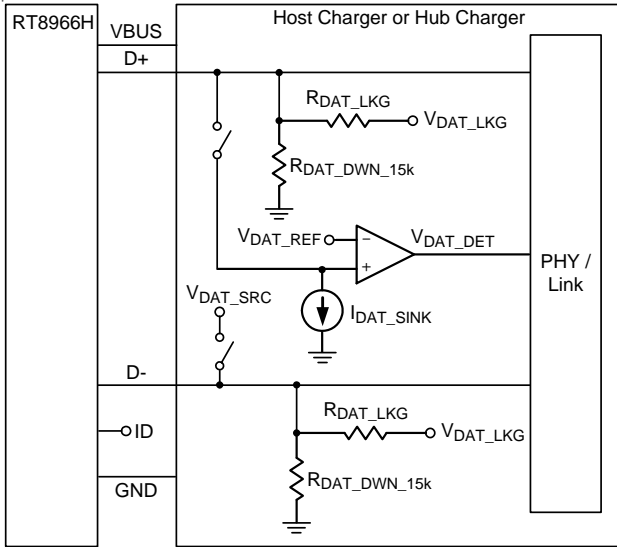 RT8966H
Host Charger or Hub Charger
VBUS
D+
RDAT_LKG
VDAT_LKG
RDAT_DWN_15k
VDAT_REF
−
VDAT_DET
+
PHY /
Link
VDAT_SRC
IDAT_SINK
D-
RDAT_LKG
VDAT_LKG
ID
RDAT_DWN_15k
GND